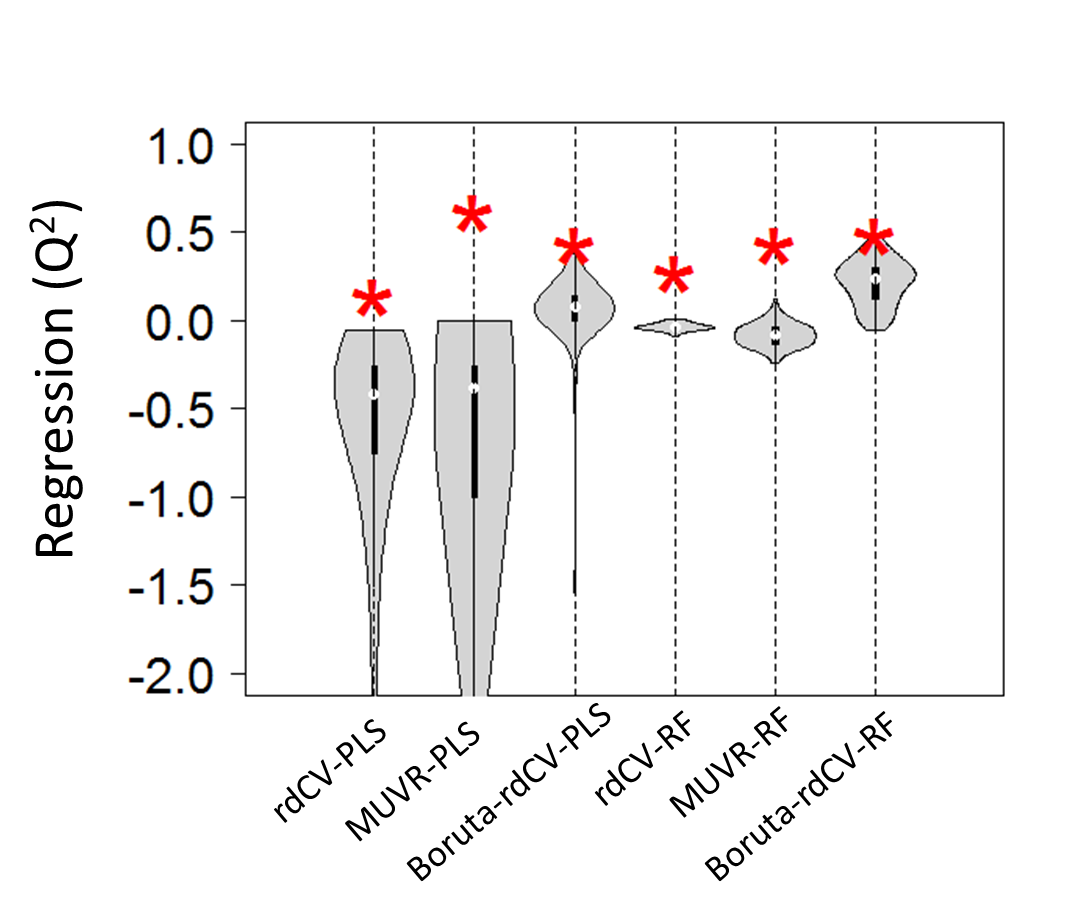 Regression (Q²)
1.0
0.5
0.0
-0.5
-1.0
-1.5
-2.0
*
*
*
*
*
*
rdCV-PLS
MUVR-PLS
Boruta-rdCV-PLS
rdCV-RF
MUVR-RF
Boruta-rdCV-RF